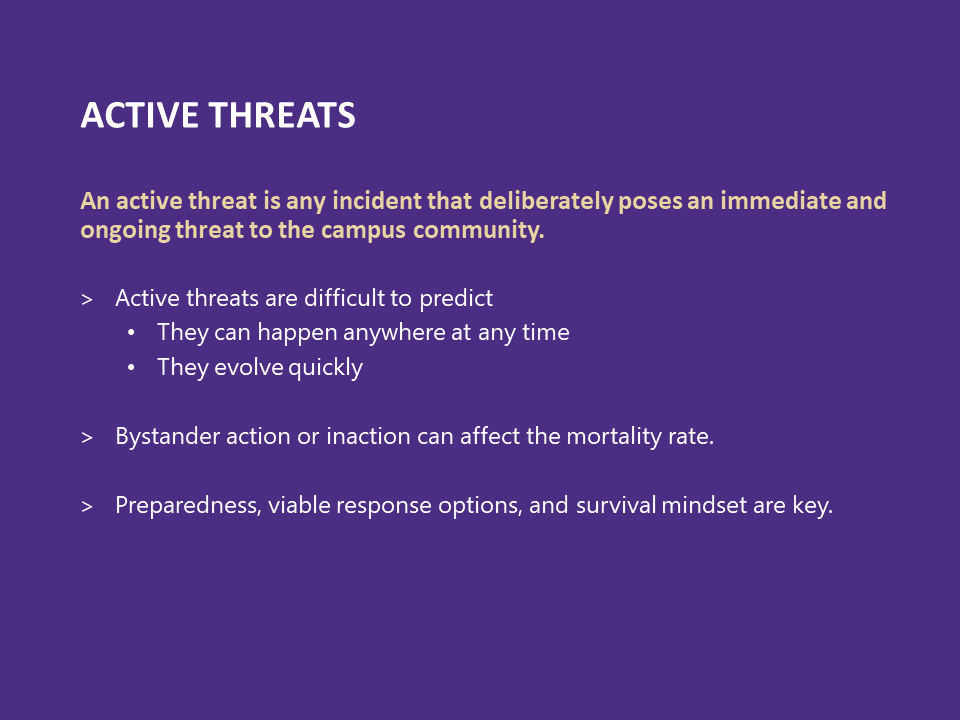 ACTIVE THREATS
An active threat is any incident that deliberately poses an immediate and
ongoing threat to the campus community.
> Active threats are difficult to predict
• They can happen anywhere at any time
• They evolve quickly
> Bystander action or inaction can affect the mortality rate.
> Preparedness, viable response options, and survival mindset are key.